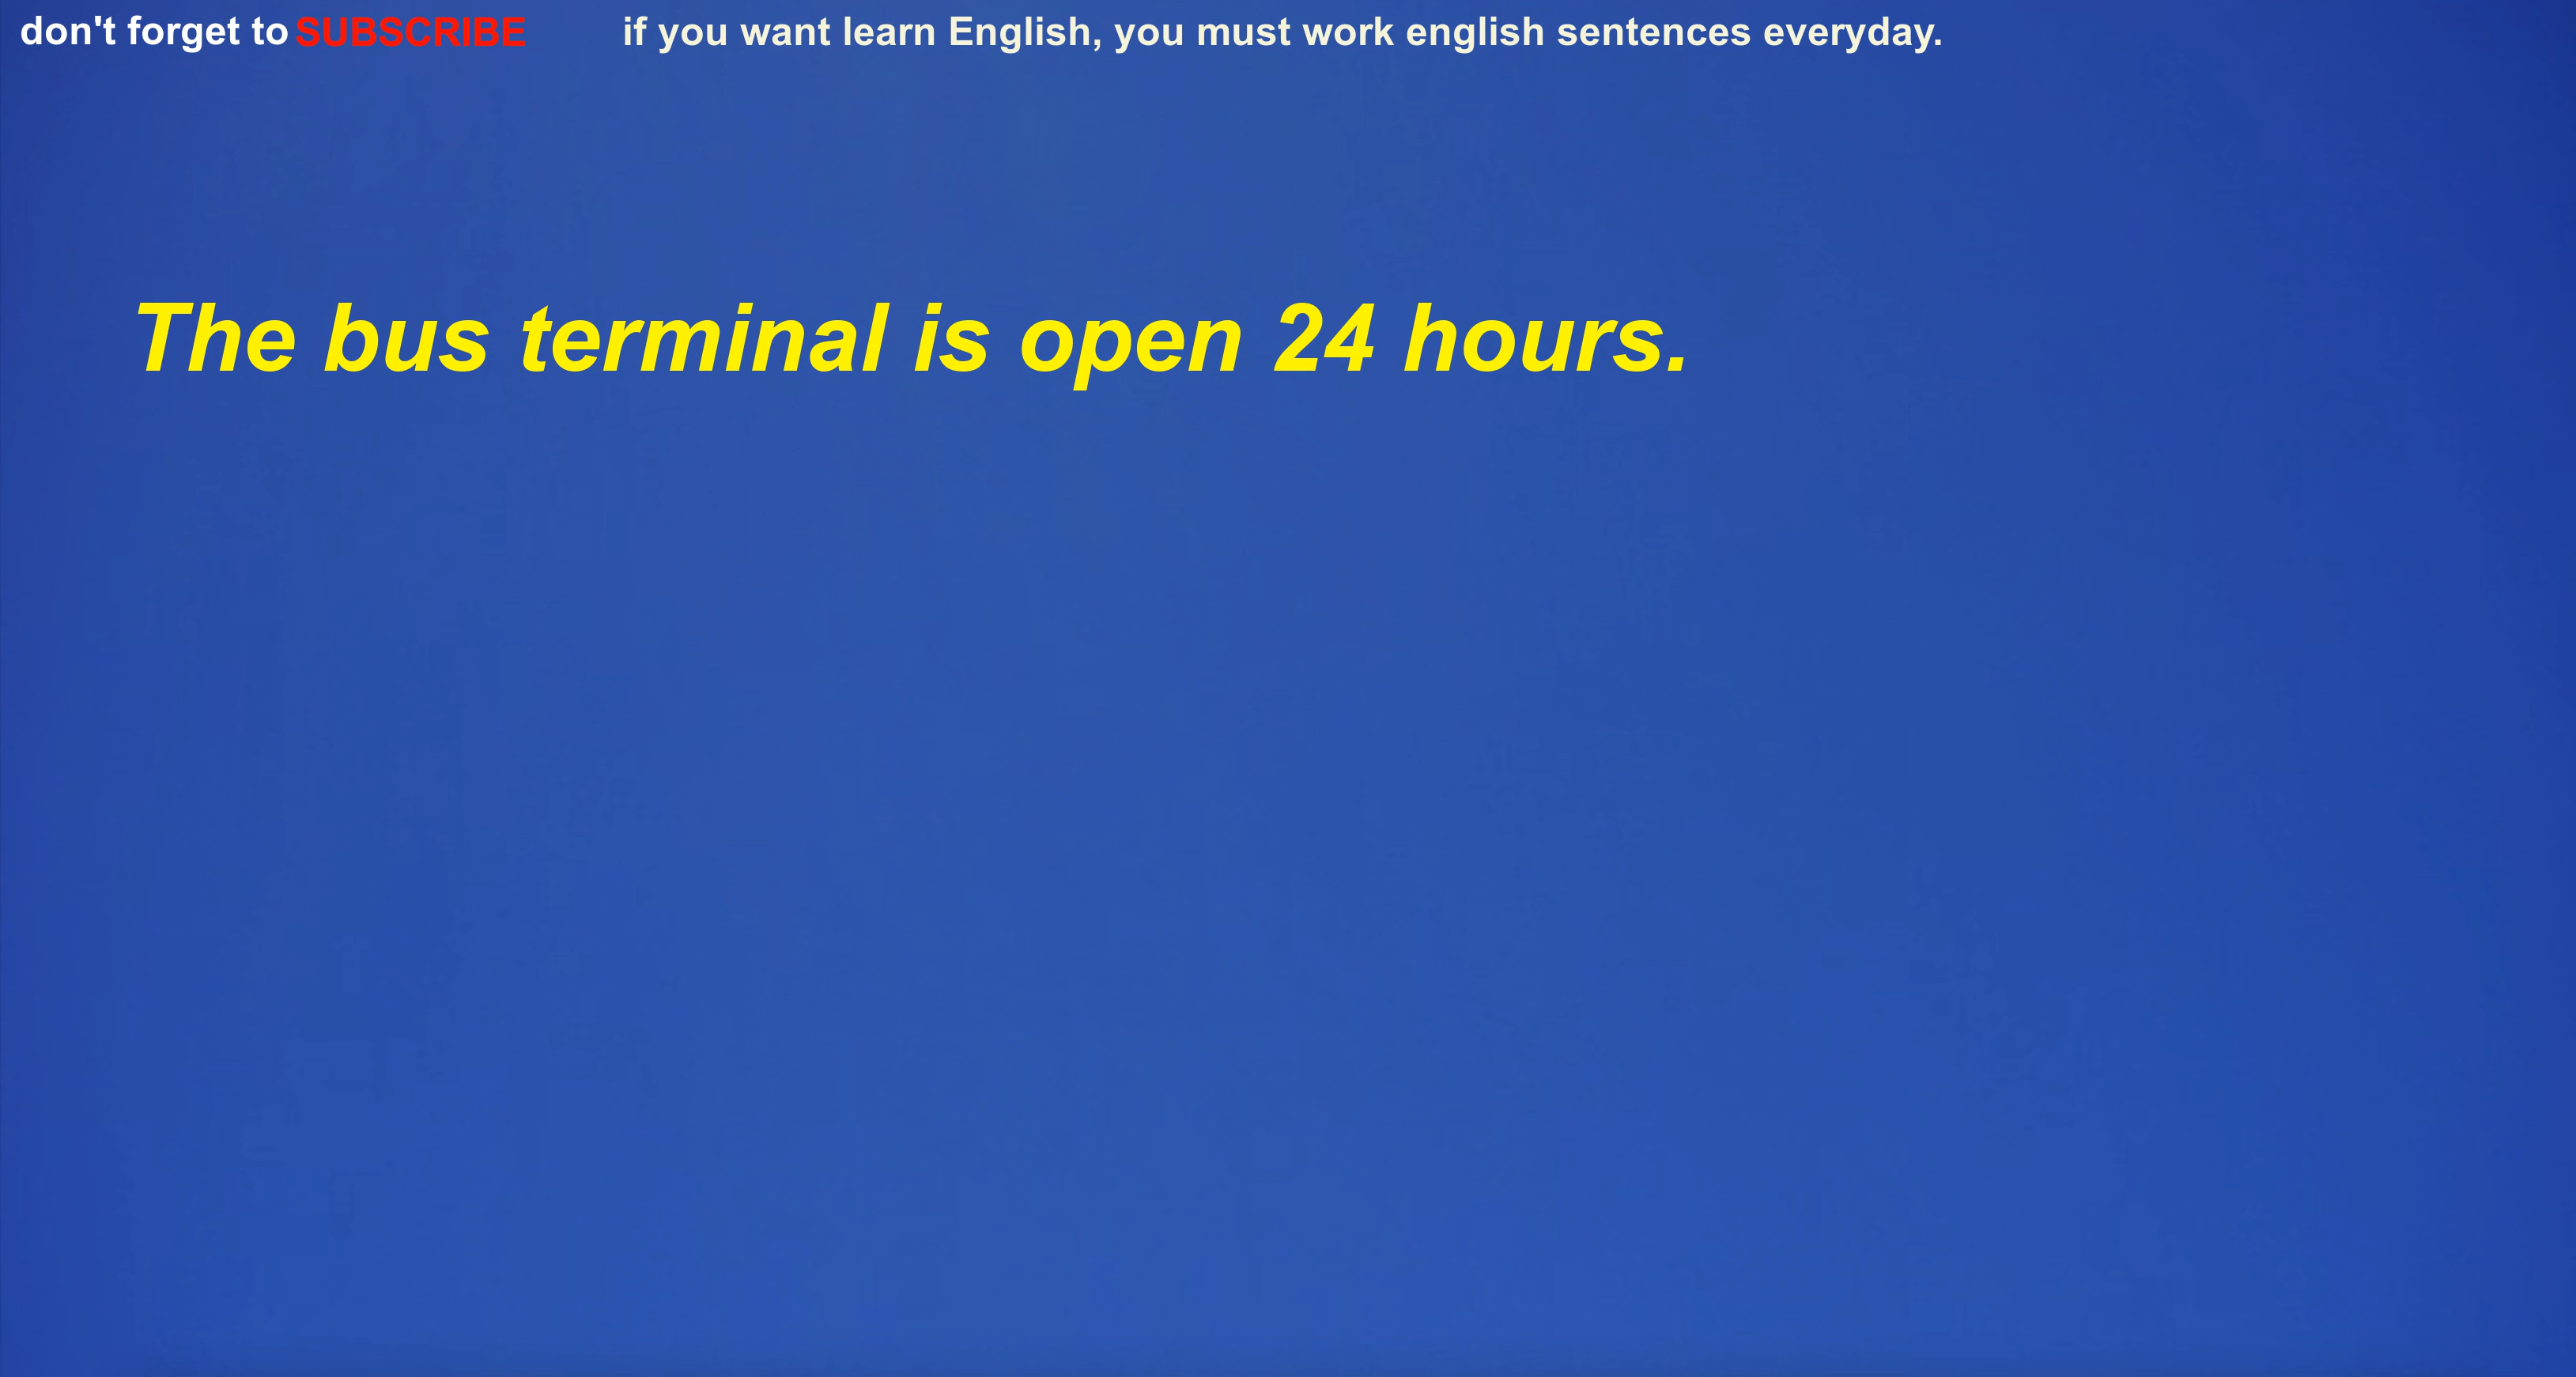 don't forget to SUBSCRIBE if you want learn English, you must work english sentences everyday.
The bus terminal is open 24 hours.